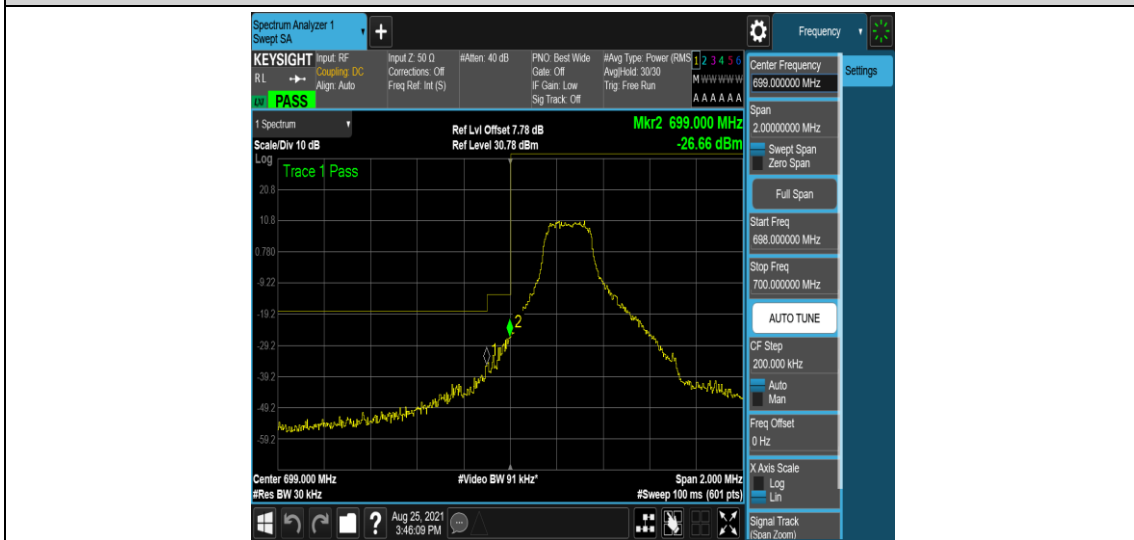 Spectrum Analyzer 1
Swept SA
+
Frequency
KEYSIGHT
RL
PASS
Input: RF
Coupling: DC
Align: Auto
Input Z: 50 Ω
Corrections: Off
Freq Ref: Int (S)
#Atten: 40 dB
PNO: Best Wide
Gate: Off
IF Gain: Low
Sig Track: Off
#Avg Type: Power (RMS
Avg|Hold: 30/30
Trig: Free Run
1 2 3 4 5 6
M W W W W W
A A A A A A
1 Spectrum
Scale/Div 10 dB
Ref Lvl Offset 7.78 dB
Ref Level 30.78 dBm
Mkr2 699.000 MHz
-26.66 dBm
Log
Trace 1 Pass
20.8
10.8
0.780
-9.22
-19.2
-29.2
-39.2
-49.2
-59.2
1
2
Center 699.000 MHz
#Res BW 30 kHz
#Video BW 91 kHz*
Span 2.000 MHz
#Sweep 100 ms (601 pts)
Aug 25, 2021
3:46:09 PM
?
Center Frequency
699.000000 MHz
Settings
Span
2.00000000 MHz
Swept Span
Zero Span
Full Span
Start Freq
698.000000 MHz
Stop Freq
700.000000 MHz
AUTO TUNE
CF Step
200.000 kHz
Auto
Man
Freq Offset
0 Hz
X Axis Scale
Log
Lin
Signal Track
(Span Zoom)